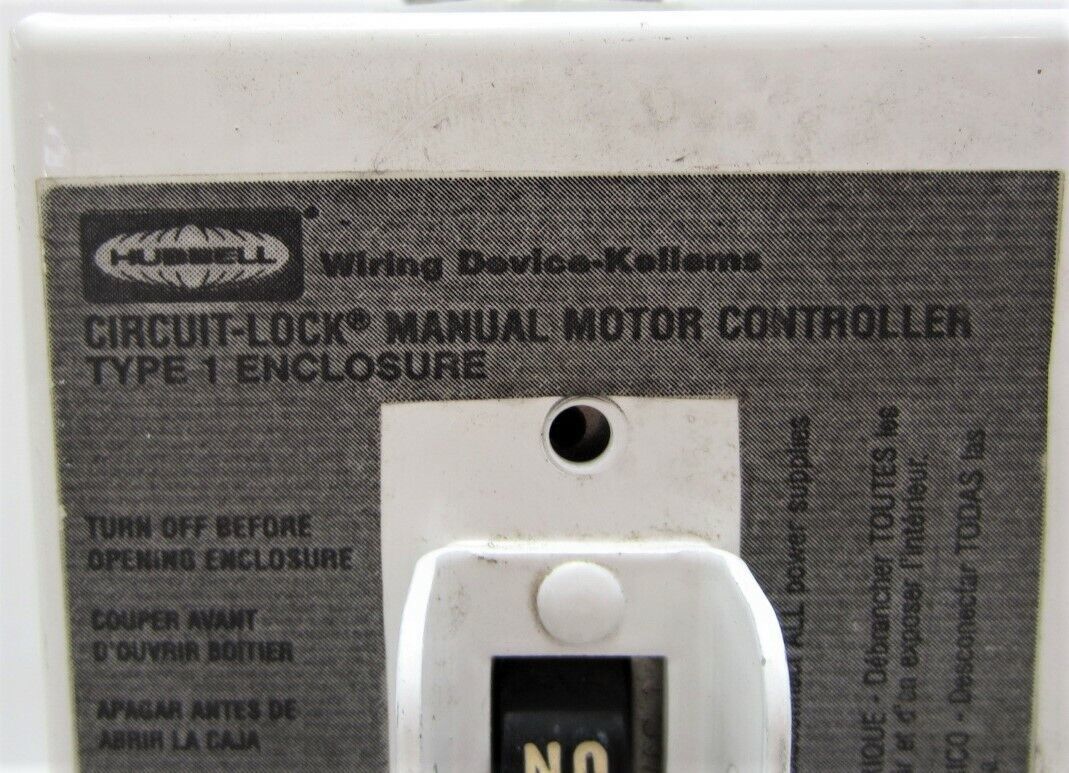 HUBBELL®
Wiring Device-Kellems
CIRCUIT-LOCK® MANUAL MOTOR CONTROLLER
TYPE 1 ENCLOSURE
TURN OFF BEFORE
OPENING ENCLOSURE
COUPER AVANT
D'OUVRIR BOITIER
APAGAR ANTES DE
ABRIR LA CAJA
ON
ALL power supplies
- Débrancher TOUTES les
et d'en exposer l'intérieur.
- Desconectar TODAS las